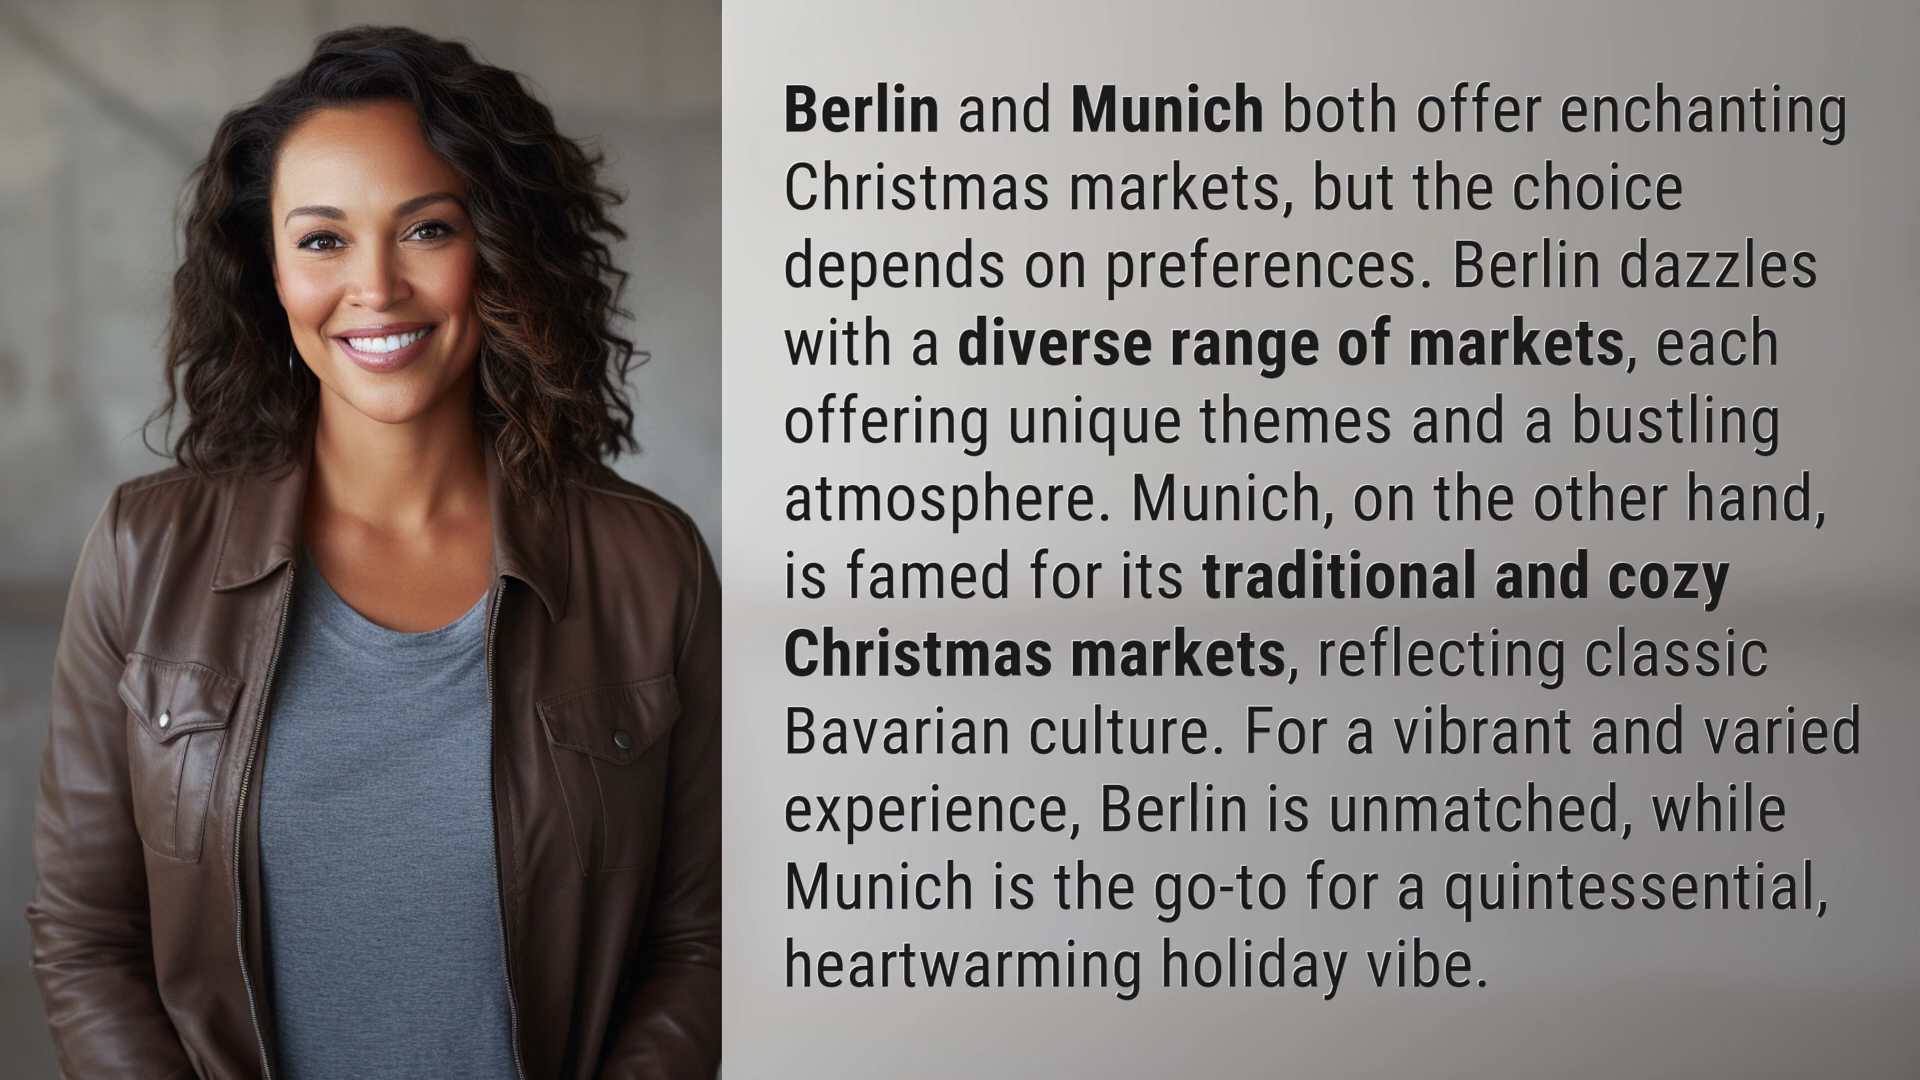 Berlin and Munich both offer enchanting
Christmas markets, but the choice
depends on preferences. Berlin dazzles
with a diverse range of markets, each
offering unique themes and a bustling
atmosphere. Munich, on the other hand,
is famed for its traditional and cozy
Christmas markets, reflecting classic
Bavarian culture. For a vibrant and varied
experience, Berlin is unmatched, while
Munich is the go-to for a quintessential,
heartwarming holiday vibe.